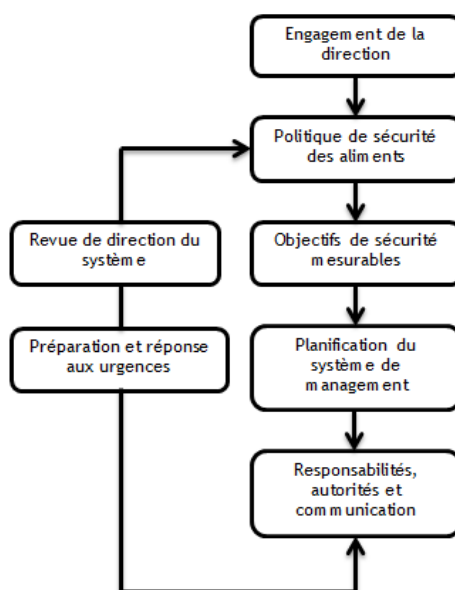 Engagement de la
direction
Politique de sécurité
des aliments
Revue de direction du
système
Objectifs de sécurité
mesurables
Préparation et réponse
aux urgences
Planification du
système de
management
Responsabilités,
autorités et
communication